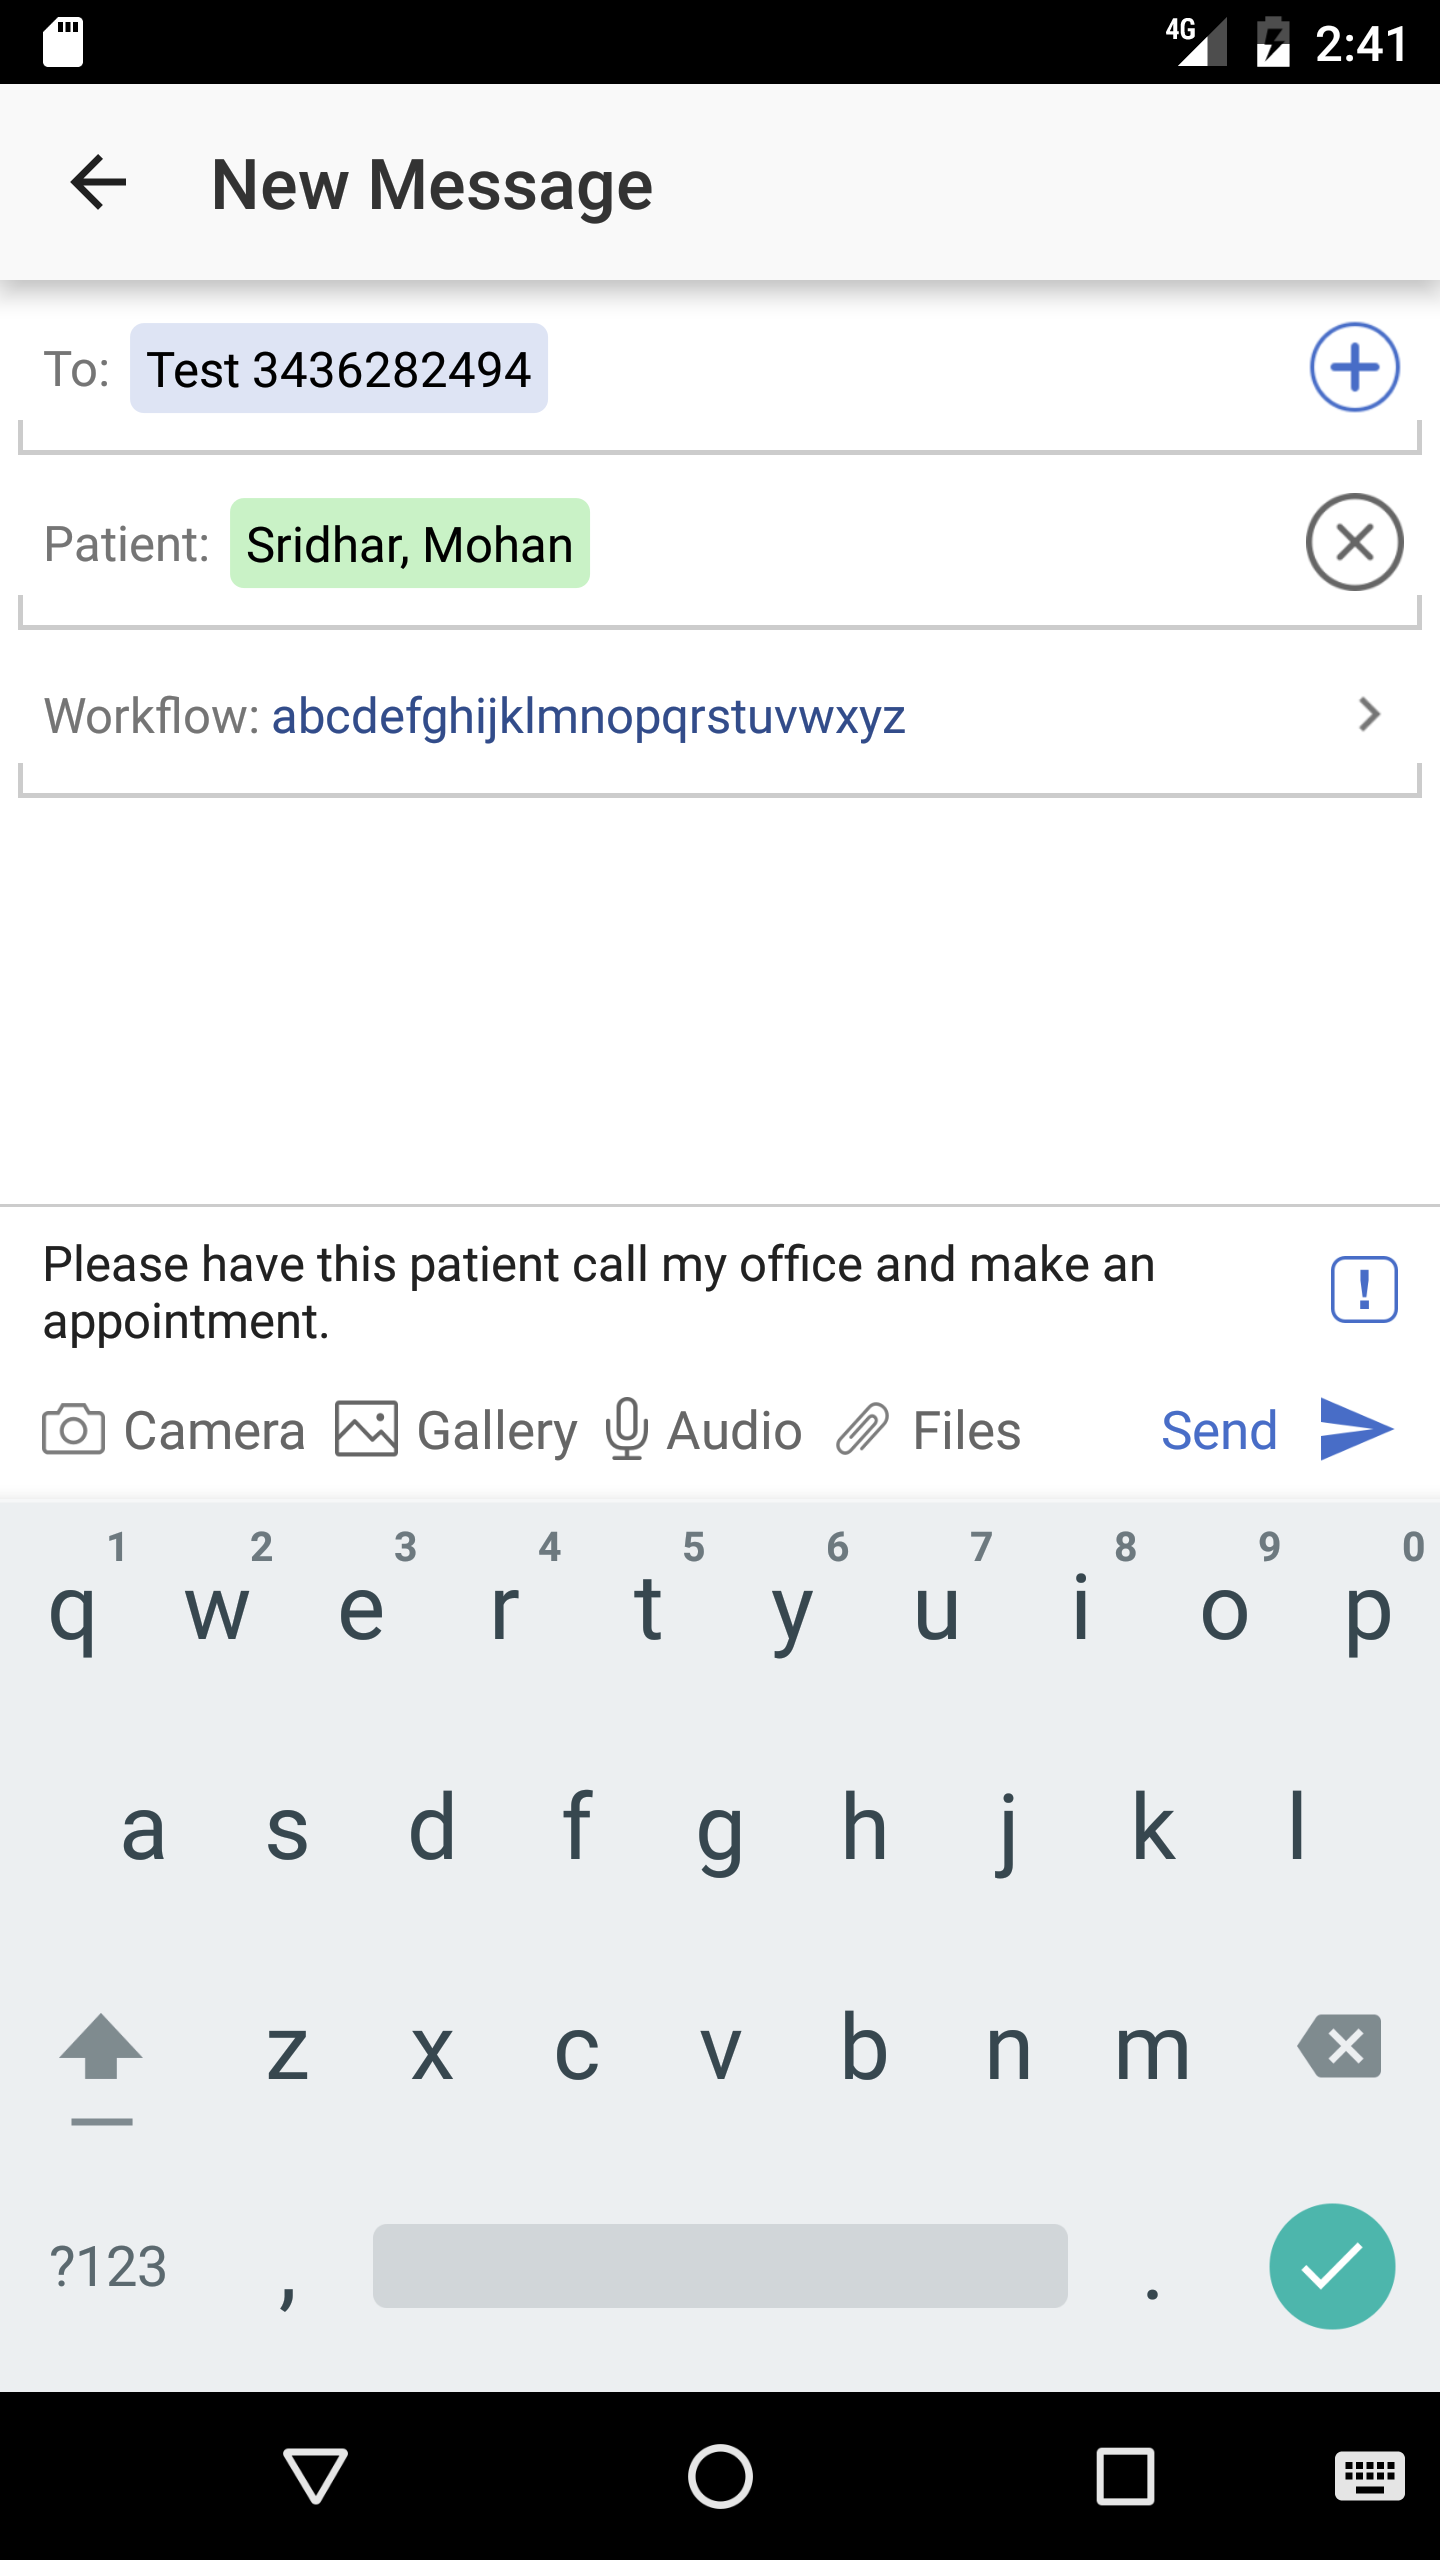 4G 2:41
New Message
To: Test 3436282494
Patient: Sridhar, Mohan
Workflow: abcdefghijklmnopqrstuvwxyz
Please have this patient call my office and make an
appointment.
!
Camera Gallery Audio Files Send
1 2 3 4 5 6 7 8 9 0
q w e r t y u i o p
a s d f g h j k l
z x c v b n m
?123 , .